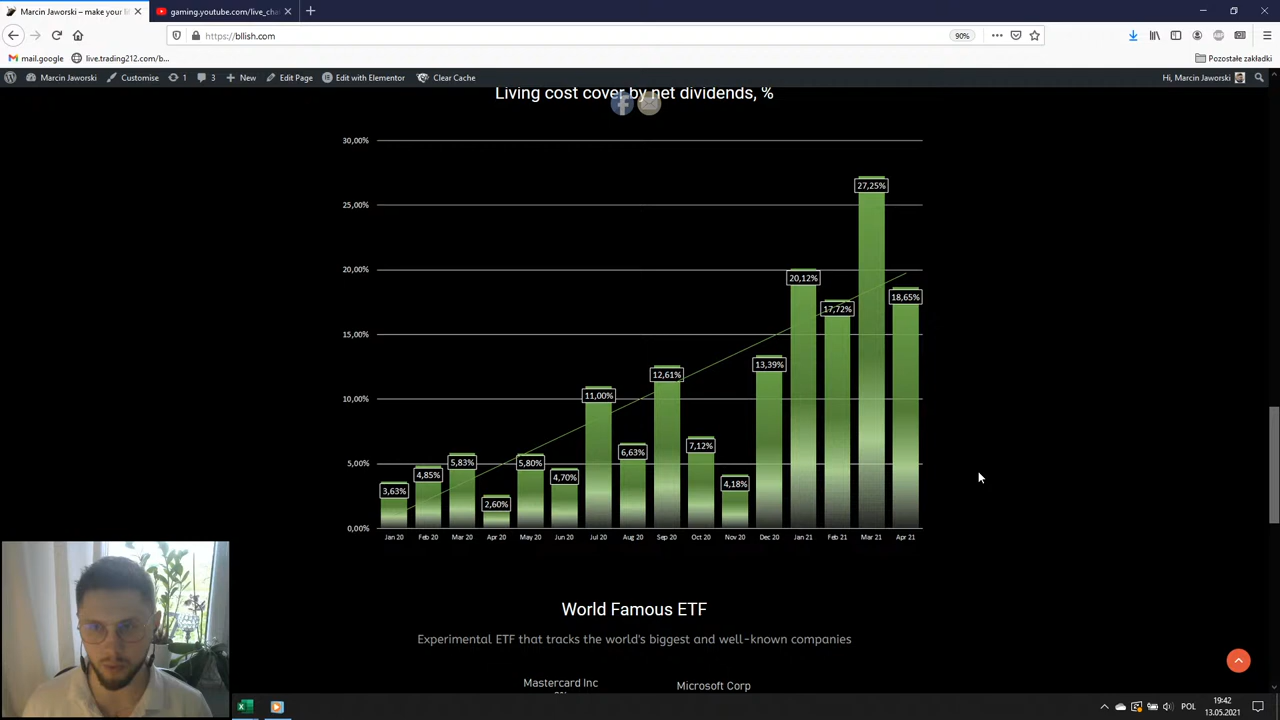 Marcin Jaworski – make your
gaming.youtube.com/live_cha
https://bllish.com
90%
mail.google
live.trading212.com/b...
Pozostałe zakładki
Marcin Jaworski
Customise
1
3
New
Edit Page
Edit with Elementor
Clear Cache
Hi, Marcin Jaworski
Living cost cover by net dividends, %
30,00%
25,00%
20,00%
15,00%
10,00%
5,00%
0,00%
3,63%
4,85%
5,83%
2,60%
5,80%
4,70%
11,00%
6,63%
12,61%
7,12%
4,18%
13,39%
20,12%
17,72%
27,25%
18,65%
Jan 20
Feb 20
Mar 20
Apr 20
May 20
Jun 20
Jul 20
Aug 20
Sep 20
Oct 20
Nov 20
Dec 20
Jan 21
Feb 21
Mar 21
Apr 21
World Famous ETF
Experimental ETF that tracks the world's biggest and well-known companies
Mastercard Inc
Microsoft Corp
POL
19:42
13.05.2021